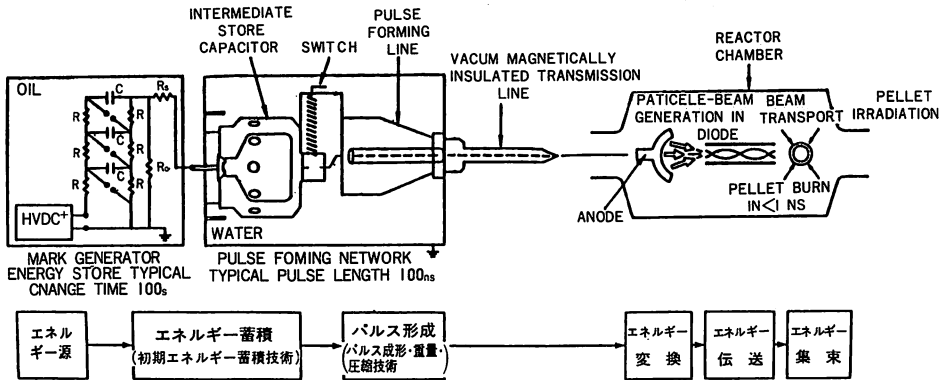 INTERMEDIATE
STORE
CAPACITOR
SWITCH
PULSE
FORMING
LINE
VACUM MAGNETICALLY
INSULATED TRANSMISSION
LINE
REACTOR
CHAMBER
OIL
C
Rs
R
R
C
R
R
C
Ro
R
R
HVDC+
WATER
PATICELE-BEAM
GENERATION IN
DIODE
BEAM
TRANSPORT
PELLET
IRRADIATION
ANODE
PELLET BURN
IN<1 NS
MARK GENERATOR
ENERGY STORE TYPICAL
CNANGE TIME 100s
PULSE FOMING NETWORK
TYPICAL PULSE LENGTH 100ns
エネル
ギー源
エネルギー蓄積
(初期エネルギー蓄積技術)
パルス形成
(パルス成形・重量・
圧縮技術)
エネルギー
変換
エネルギー
伝送
エネルギー
集束